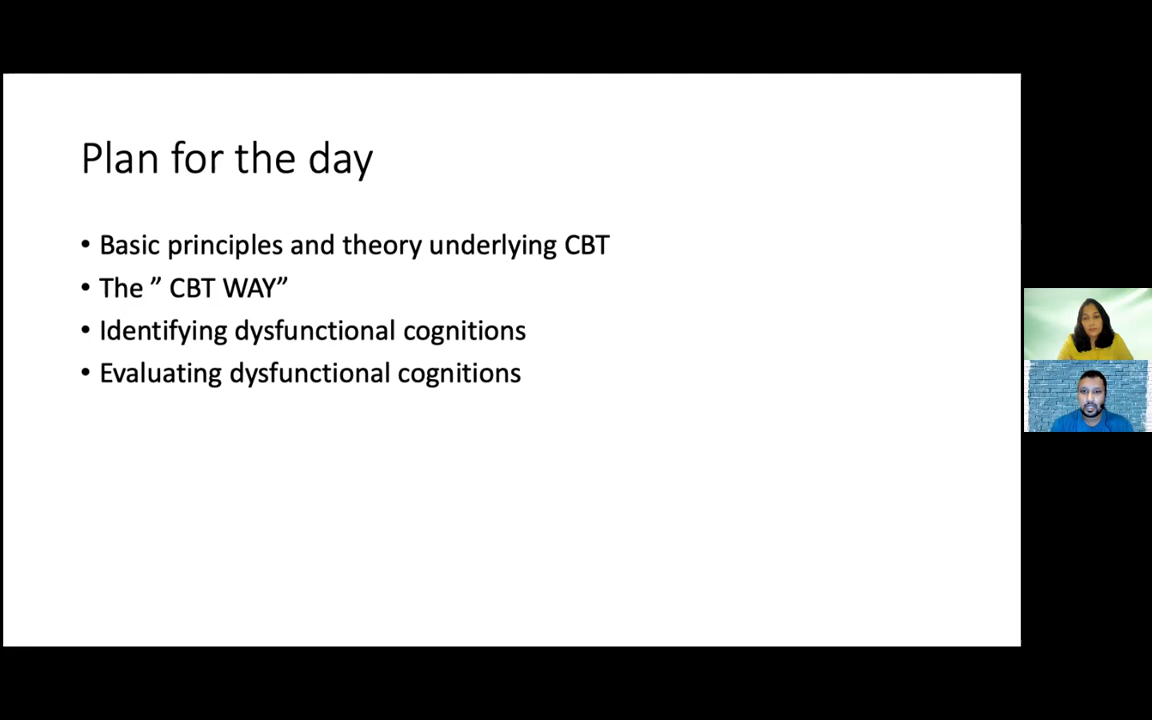 Plan for the day
• Basic principles and theory underlying CBT
• The ” CBT WAY”
• Identifying dysfunctional cognitions
• Evaluating dysfunctional cognitions